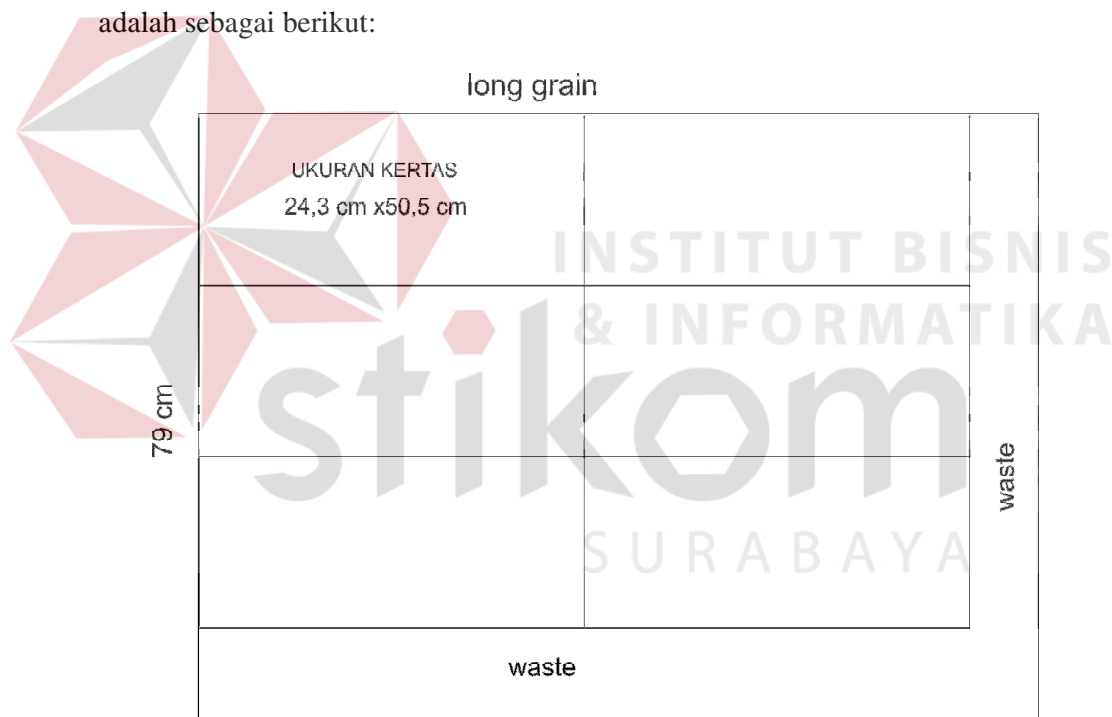 adalah sebagai berikut:
long grain
UKURAN KERTAS
24,3 cm x50,5 cm
INSTITUT BISNIS
& INFORMATIKA
stikom
SURABAYA
79 cm
waste
waste